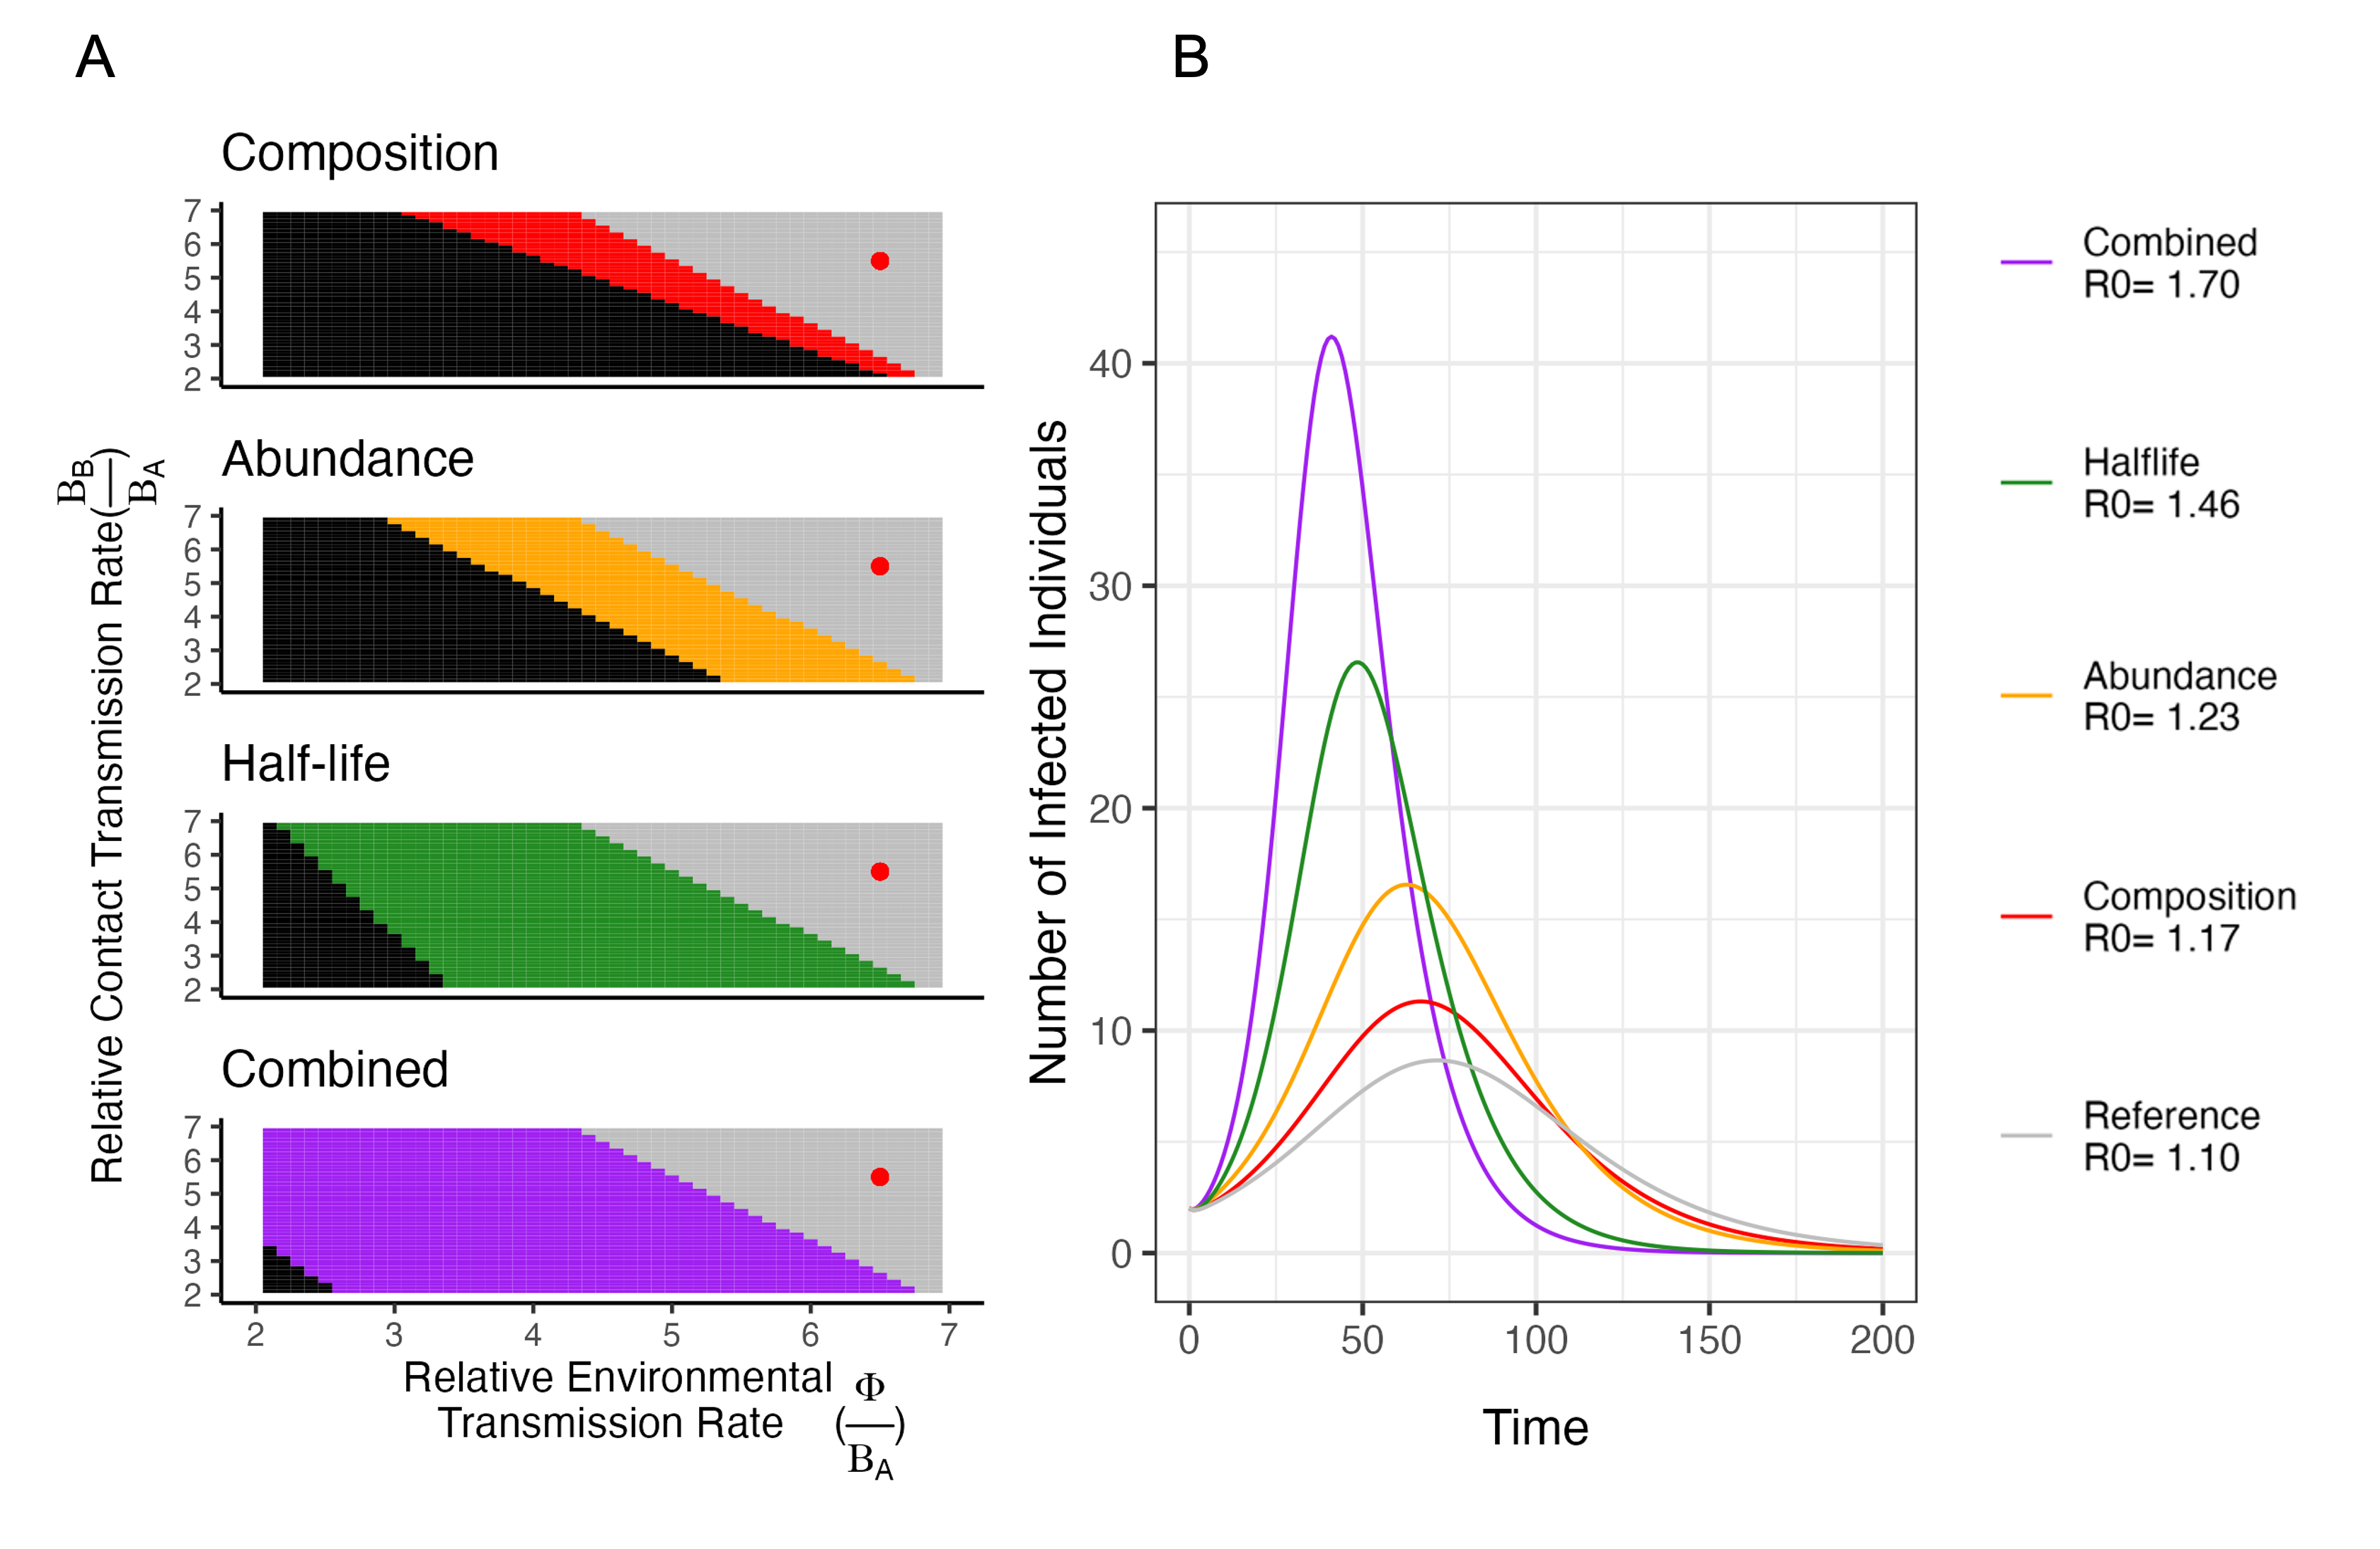 A
B
Composition
7
6
5
4
3
2
Abundance
7
6
5
4
3
2
Half-life
7
6
5
4
3
2
Combined
7
6
5
4
3
2
2 3 4 5 6 7
Relative Contact Transmission Rate(B_B/B_A)
Relative Environmental
Transmission Rate (Φ/B_A)
Number of Infected Individuals
40
30
20
10
0
0 50 100 150 200
Time
Combined
R0= 1.70
Halflife
R0= 1.46
Abundance
R0= 1.23
Composition
R0= 1.17
Reference
R0= 1.10